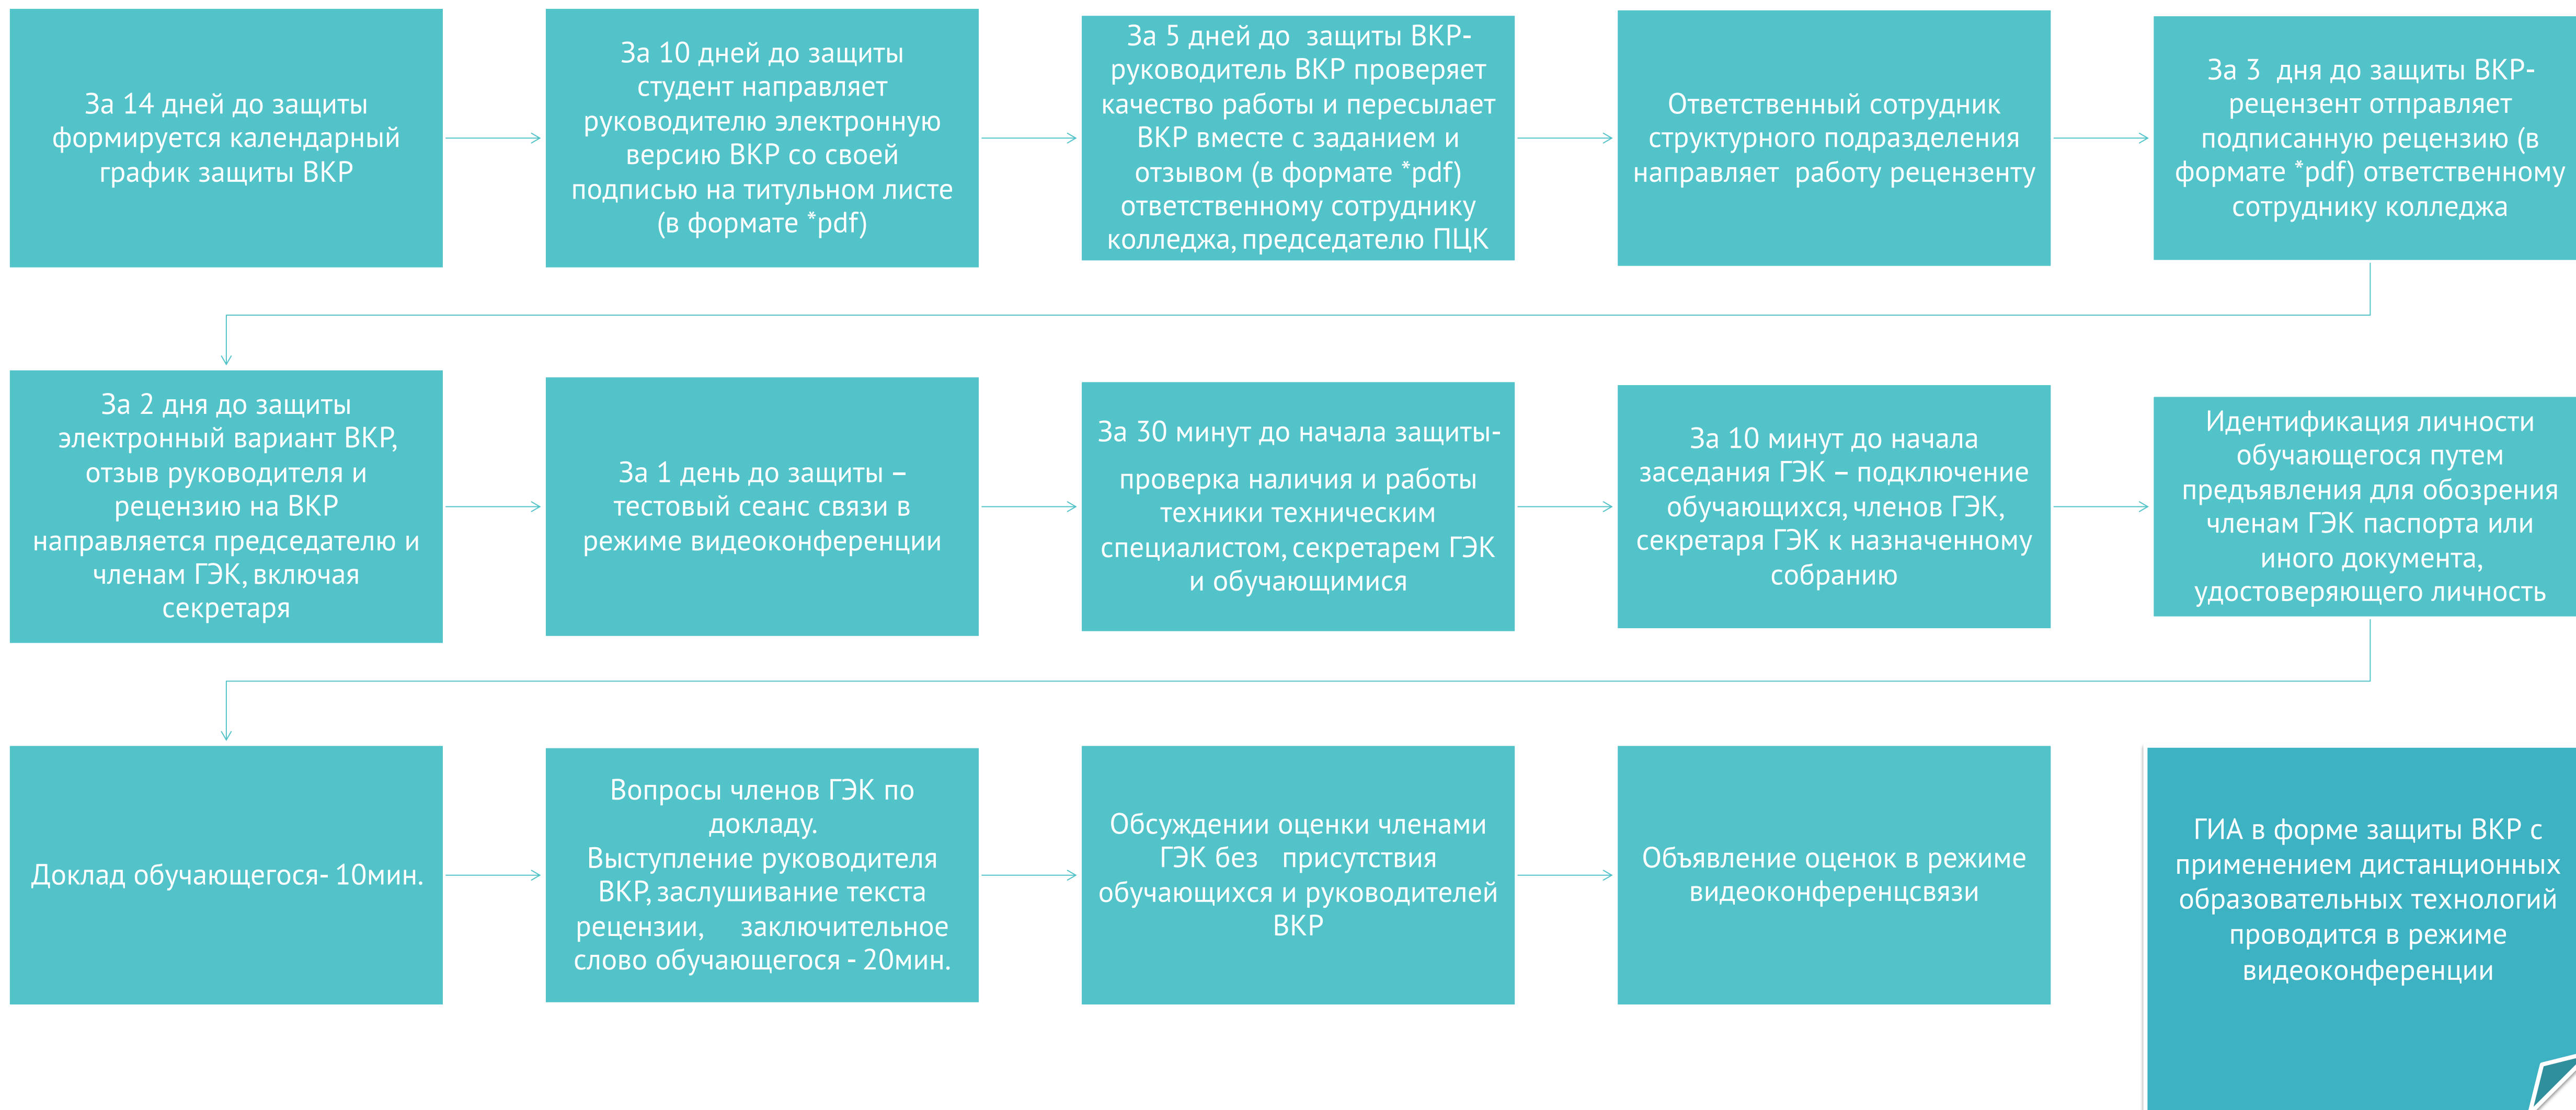 За 14 дней до защиты
формируется календарный
график защиты ВКР
За 10 дней до защиты
студент направляет
руководителю электронную
версию ВКР со своей
подписью на титульном листе
(в формате *pdf)
За 5 дней до защиты ВКР-
руководитель ВКР проверяет
качество работы и пересылает
ВКР вместе с заданием и
отзывом (в формате *pdf)
ответственному сотруднику
колледжа, председателю ПЦК
Ответственный сотрудник
структурного подразделения
направляет работу рецензенту
За 3 дня до защиты ВКР-
рецензент отправляет
подписанную рецензию (в
формате *pdf) ответственному
сотруднику колледжа
За 2 дня до защиты
электронный вариант ВКР,
отзыв руководителя и
рецензию на ВКР
направляется председателю и
членам ГЭК, включая
секретаря
За 1 день до защиты –
тестовый сеанс связи в
режиме видеоконференции
За 30 минут до начала защиты-
проверка наличия и работы
техники техническим
специалистом, секретарем ГЭК
и обучающимися
За 10 минут до начала
заседания ГЭК – подключение
обучающихся, членов ГЭК,
секретаря ГЭК к назначенному
собранию
Идентификация личности
обучающегося путем
предъявления для обозрения
членам ГЭК паспорта или
иного документа,
удостоверяющего личность
Доклад обучающегося- 10мин.
Вопросы членов ГЭК по
докладу.
Выступление руководителя
ВКР, заслушивание текста
рецензии, заключительное
слово обучающегося - 20мин.
Обсуждении оценки членами
ГЭК без присутствия
обучающихся и руководителей
ВКР
Объявление оценок в режиме
видеоконференцсвязи
ГИА в форме защиты ВКР с
применением дистанционных
образовательных технологий
проводится в режиме
видеоконференции